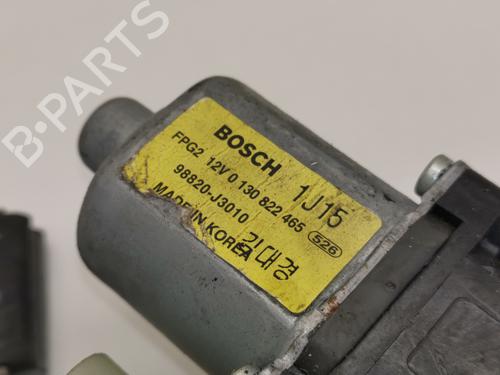 B-Parts
BOSCH 1J15
FPG2 12V 0 130 822 465 526
98820-J3010
MADE IN KOREA 김대경